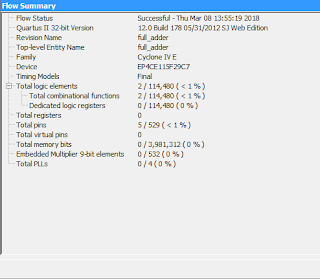 Flow Summary
Flow Status Successful - Thu Mar 08 13:55:19 2018
Quartus II 32-bit Version 12.0 Build 178 05/31/2012 SJ Web Edition
Revision Name full_adder
Top-level Entity Name full_adder
Family Cyclone IV E
Device EP4CE115F29C7
Timing Models Final
Total logic elements 2 / 114,480 ( < 1 % )
Total combinational functions 2 / 114,480 ( < 1 % )
Dedicated logic registers 0 / 114,480 ( 0 % )
Total registers 0
Total pins 5 / 529 ( < 1 % )
Total virtual pins 0
Total memory bits 0 / 3,981,312 ( 0 % )
Embedded Multiplier 9-bit elements 0 / 532 ( 0 % )
Total PLLs 0 / 4 ( 0 % )